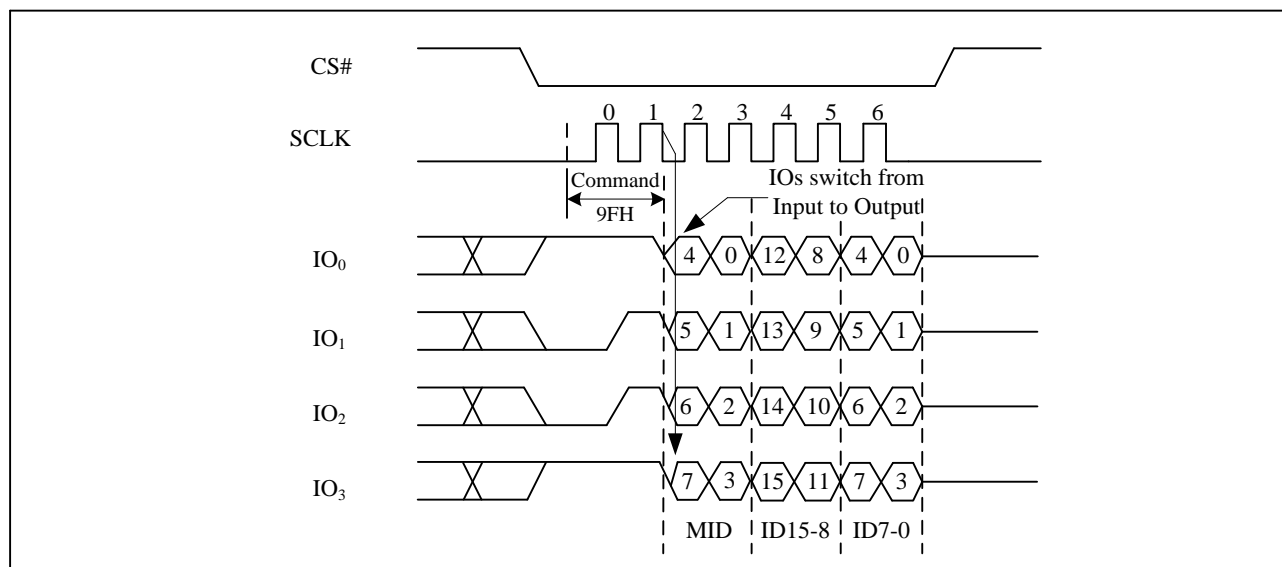 CS#
0 1 2 3 4 5 6
SCLK
Command
9FH
IOs switch from
Input to Output
IO0 4 0 12 8 4 0
IO1 5 1 13 9 5 1
IO2 6 2 14 10 6 2
IO3 7 3 15 11 7 3
MID ID15-8 ID7-0